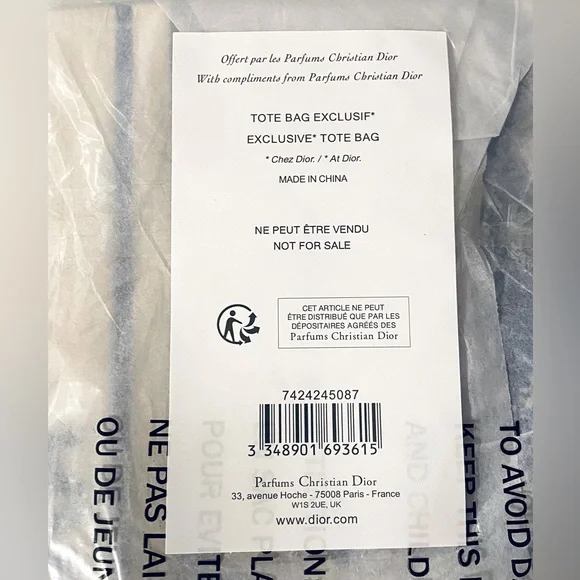 Offert par les Parfums Christian Dior
With compliments from Parfums Christian Dior
TOTE BAG EXCLUSIF*
EXCLUSIVE* TOTE BAG
* Chez Dior. / * At Dior.
MADE IN CHINA
NE PEUT ÊTRE VENDU
NOT FOR SALE
CET ARTICLE NE PEUT
ÊTRE DISTRIBUÉ QUE PAR LES
DÉPOSITAIRES AGRÉÉS DES
Parfums Christian Dior
7424245087
3 348901 693615
Parfums Christian Dior
33, avenue Hoche - 75008 Paris - France
W1S 2UE, UK
www.dior.com
TO AVOID
KEEP THIS
AND CHILD
POUR
NE PAS
OU DE